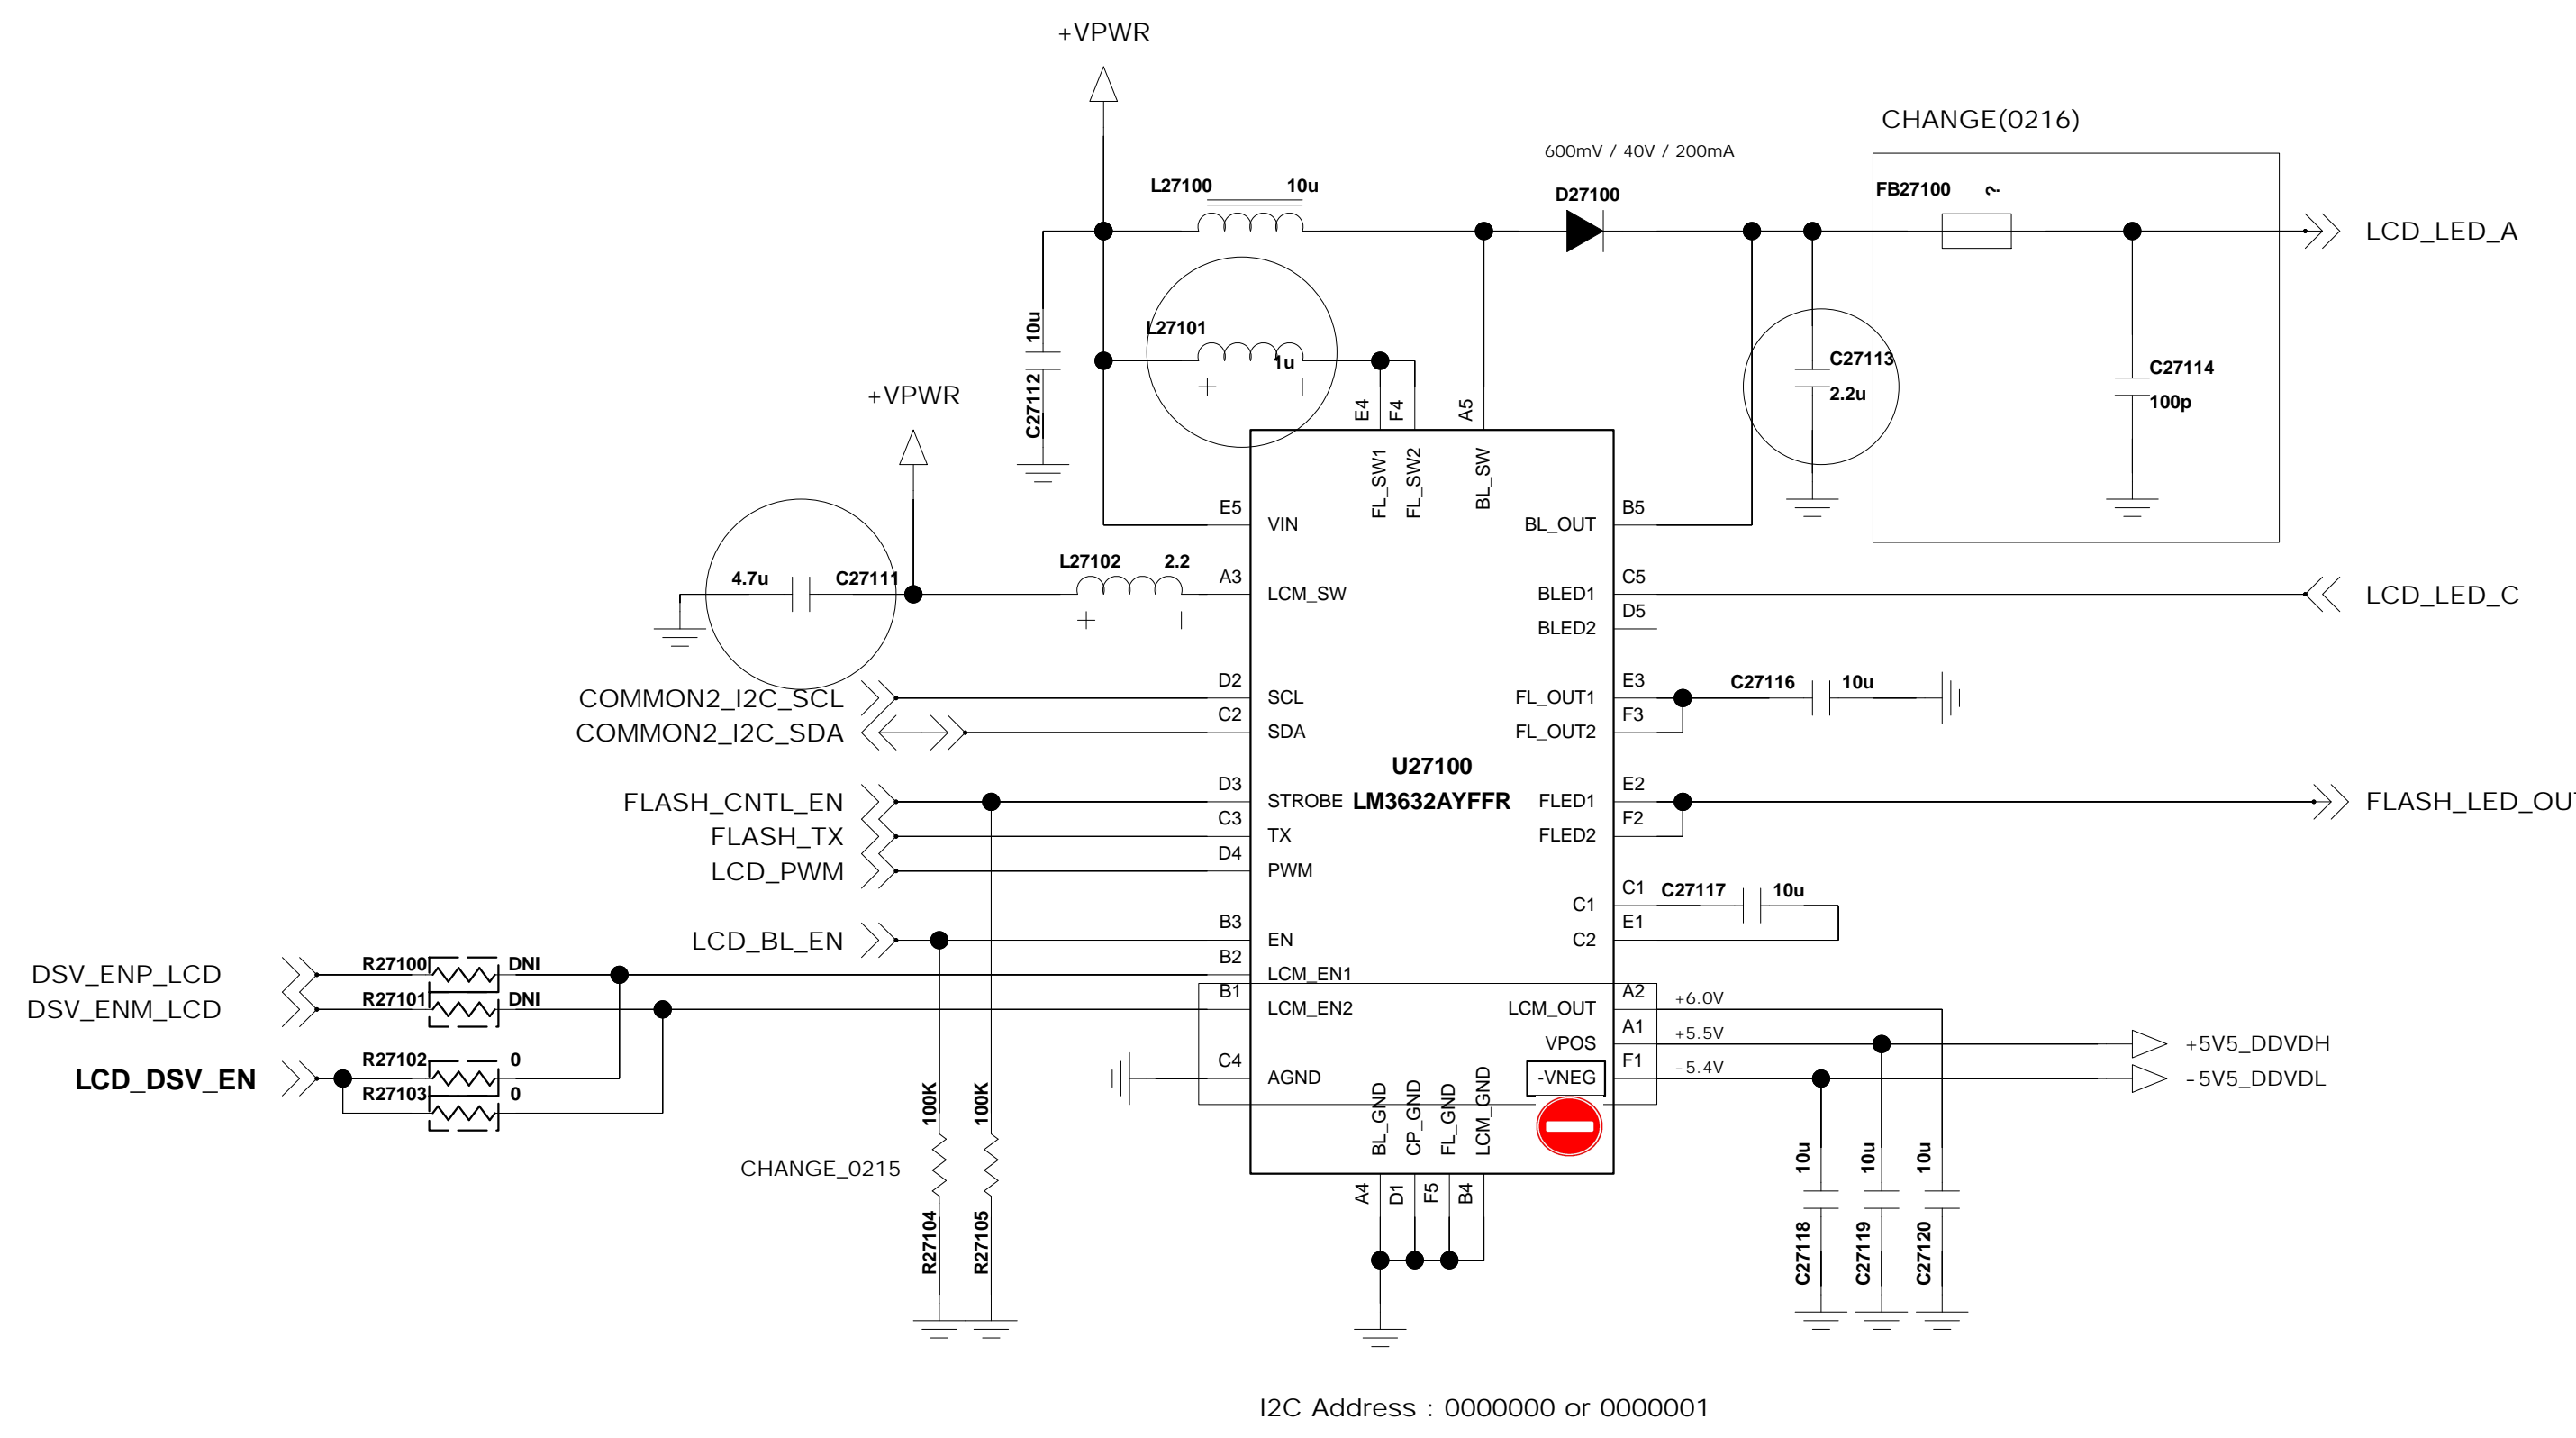 +VPWR
CHANGE(0216)
600mV / 40V / 200mA
L27100 10u
D27100
FB27100 ?
LCD_LED_A
L27101
1u
10u
C27112
C27113
2.2u
C27114
100p
+VPWR
E4 F4 A5
FL_SW1 FL_SW2 BL_SW
E5 VIN
BL_OUT B5
4.7u C27111
L27102 2.2
A3 LCM_SW
BLED1 C5
LCD_LED_C
BLED2 D5
COMMON2_I2C_SCL
D2 SCL
FL_OUT1 E3
C27116 10u
COMMON2_I2C_SDA
C2 SDA
FL_OUT2 F3
U27100
LM3632AYFFR
FLASH_CNTL_EN
D3 STROBE
FLED1 E2
FLASH_LED_OUT
FLASH_TX
C3 TX
FLED2 F2
LCD_PWM
D4 PWM
C1 C1
C27117 10u
LCD_BL_EN
B3 EN
C2 E1
DSV_ENP_LCD
R27100 DNI
B2 LCM_EN1
DSV_ENM_LCD
R27101 DNI
B1 LCM_EN2
LCM_OUT A2
+6.0V
VPOS A1
+5.5V
+5V5_DDVDH
LCD_DSV_EN
R27102 0
R27103 0
C4 AGND
-VNEG F1
-5.4V
-5V5_DDVDL
BL_GND CP_GND FL_GND LCM_GND
A4 D1 F5 B4
CHANGE_0215
100K
R27104
100K
R27105
10u
C27118
10u
C27119
10u
C27120
I2C Address : 0000000 or 0000001